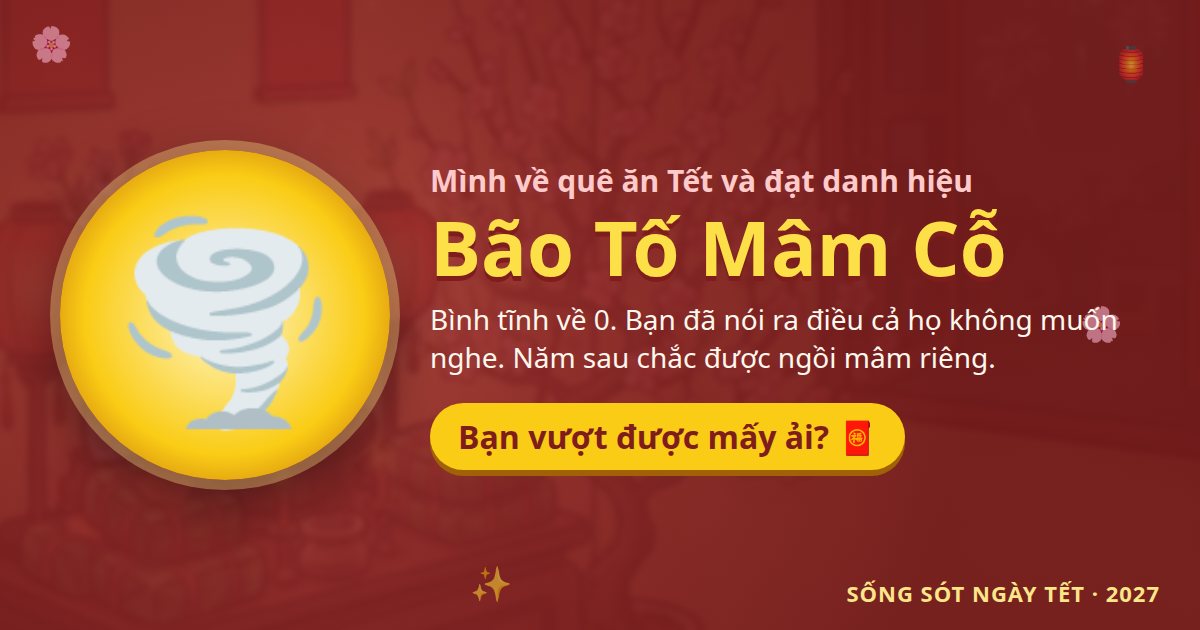 Mình về quê ăn Tết và đạt danh hiệu
Bão Tố Mâm Cỗ
Bình tĩnh về 0. Bạn đã nói ra điều cả họ không muốn
nghe. Năm sau chắc được ngồi mâm riêng.
Bạn vượt được mấy ải? 🧧
SỐNG SÓT NGÀY TẾT · 2027